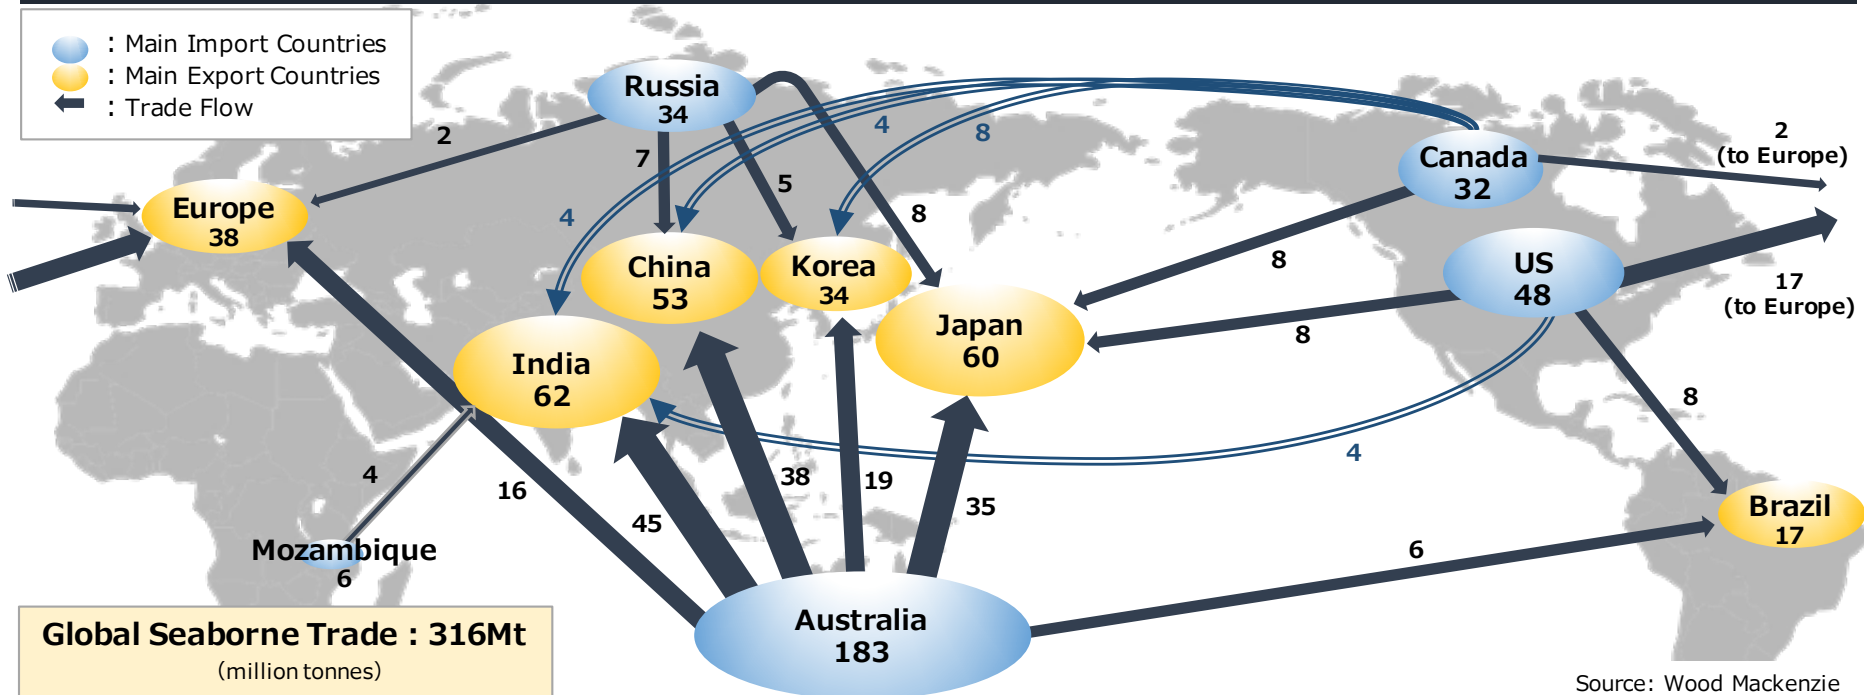 : Main Import Countries
: Main Export Countries
: Trade Flow
Russia
34
2
7
5
8
4
8
4
Canada
32
2
(to Europe)
Europe
38
China
53
Korea
34
8
US
48
17
(to Europe)
Japan
60
8
India
62
8
4
4
16
45
38
19
35
Brazil
17
Mozambique
6
6
Australia
183
Global Seaborne Trade : 316Mt
(million tonnes)
Source: Wood Mackenzie